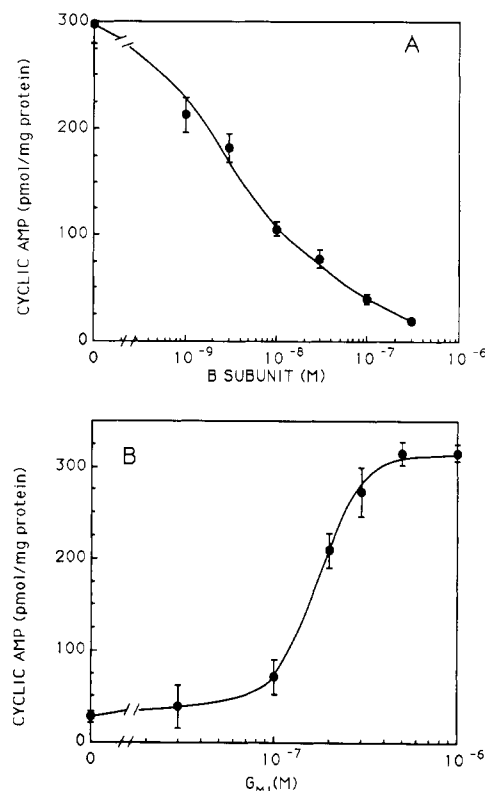 A
CYCLIC AMP (pmol/mg protein)
300
200
100
0
0 10⁻⁹ 10⁻⁸ 10⁻⁷ 10⁻⁶
B SUBUNIT (M)
B
CYCLIC AMP (pmol/mg protein)
300
200
100
0
0 10⁻⁷ 10⁻⁶
G_M1 (M)